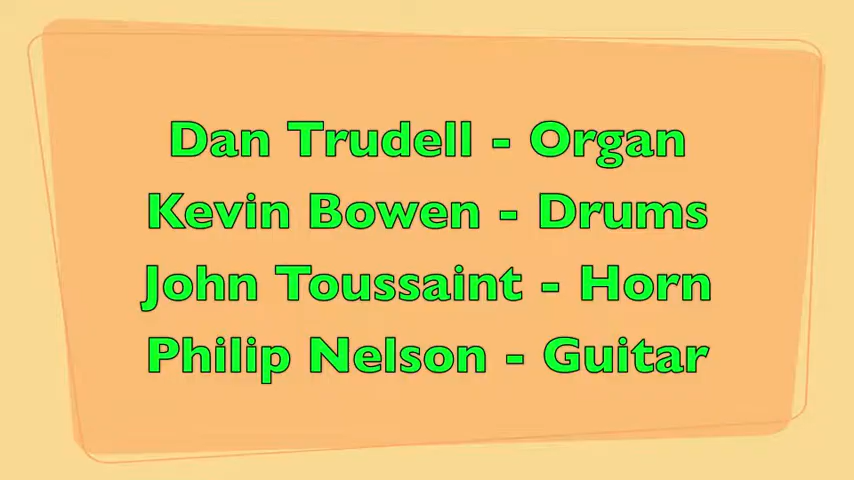 Dan Trudell - Organ
Kevin Bowen - Drums
John Toussaint - Horn
Philip Nelson - Guitar